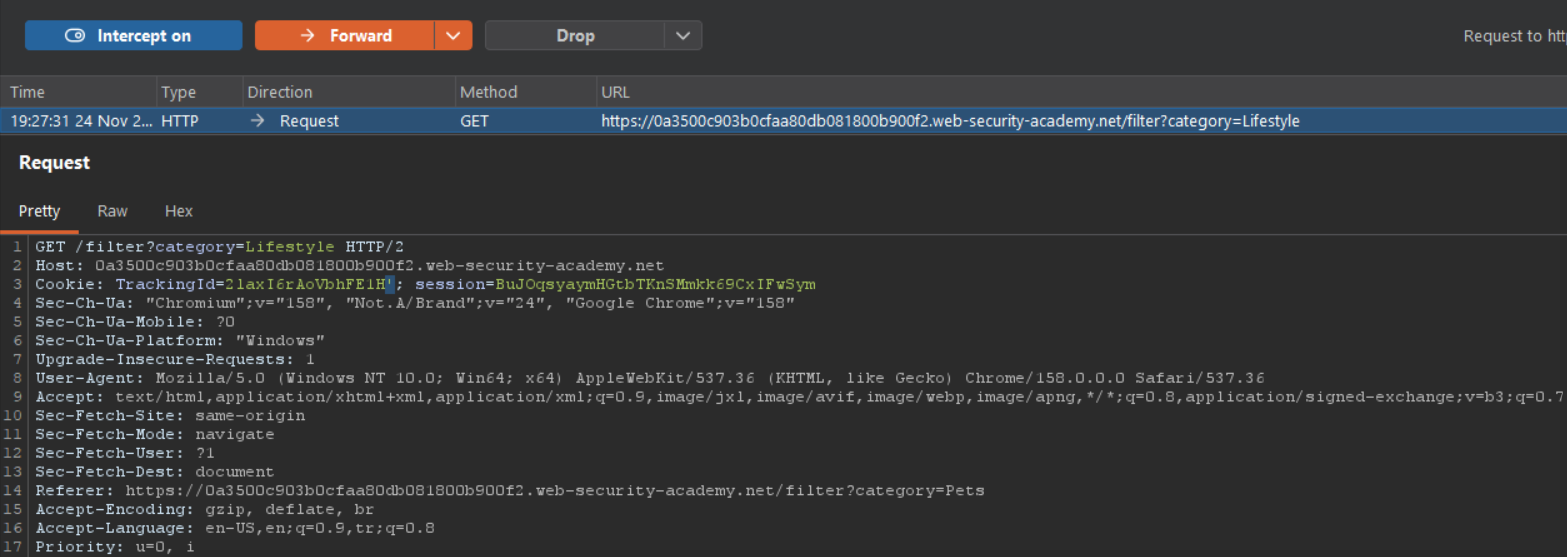 Intercept on Forward Drop Request to htt
Time Type Direction Method URL
19:27:31 24 Nov 2... HTTP → Request GET https://0a3500c903b0cfaa80db081800b900f2.web-security-academy.net/filter?category=Lifestyle
Request
Pretty Raw Hex
1 GET /filter?category=Lifestyle HTTP/2
2 Host: 0a3500c903b0cfaa80db081800b900f2.web-security-academy.net
3 Cookie: TrackingId=2laxI6rAoVbhFE1H'; session=BuJOqsyaymHGtbTKnSMmkk69CxIFwSym
4 Sec-Ch-Ua: "Chromium";v="158", "Not.A/Brand";v="24", "Google Chrome";v="158"
5 Sec-Ch-Ua-Mobile: ?0
6 Sec-Ch-Ua-Platform: "Windows"
7 Upgrade-Insecure-Requests: 1
8 User-Agent: Mozilla/5.0 (Windows NT 10.0; Win64; x64) AppleWebKit/537.36 (KHTML, like Gecko) Chrome/158.0.0.0 Safari/537.36
9 Accept: text/html,application/xhtml+xml,application/xml;q=0.9,image/jxl,image/avif,image/webp,image/apng,*/*;q=0.8,application/signed-exchange;v=b3;q=0.7
10 Sec-Fetch-Site: same-origin
11 Sec-Fetch-Mode: navigate
12 Sec-Fetch-User: ?1
13 Sec-Fetch-Dest: document
14 Referer: https://0a3500c903b0cfaa80db081800b900f2.web-security-academy.net/filter?category=Pets
15 Accept-Encoding: gzip, deflate, br
16 Accept-Language: en-US,en;q=0.9,tr;q=0.8
17 Priority: u=0, i